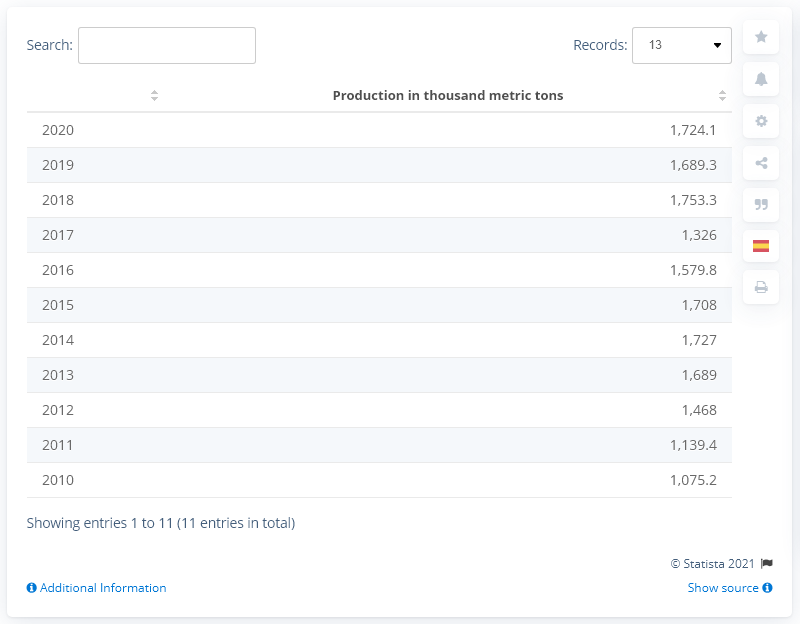 Search: Records: 13
Production in thousand metric tons
2020 1,724.1
2019 1,689.3
2018 1,753.3
2017 1,326
2016 1,579.8
2015 1,708
2014 1,727
2013 1,689
2012 1,468
2011 1,139.4
2010 1,075.2
Showing entries 1 to 11 (11 entries in total)
© Statista 2021
Additional Information Show source